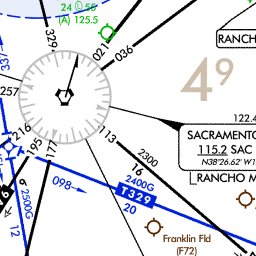 24 55
(A) 125.5
329
021
036
RANCH
337
257
4⁹
122.4
SACRAMENTO
115.2 SAC
N38°26.62' W1
RANCHO M
113
2300
16
216
195
177
2500G
12
098
2400G
T329
20
Franklin Fld
(F72)